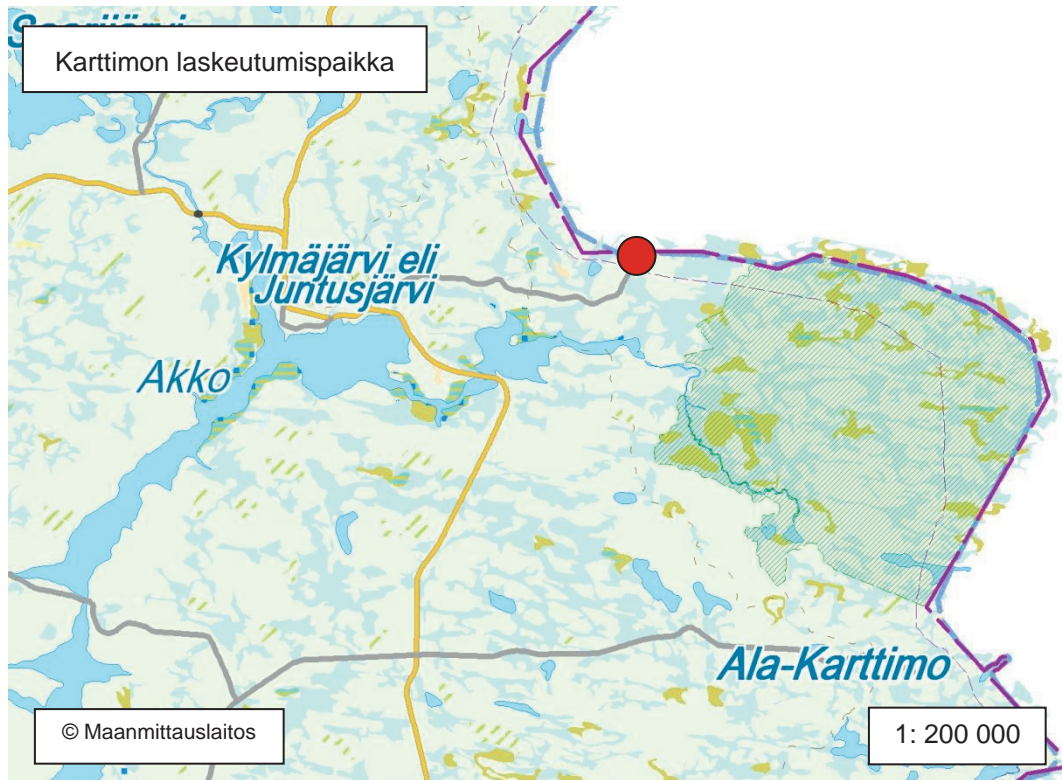 Karttimon laskeutumispaikka
Kylmäjärvi eli
Juntusjärvi
Akko
Ala-Karttimo
© Maanmittauslaitos
1: 200 000